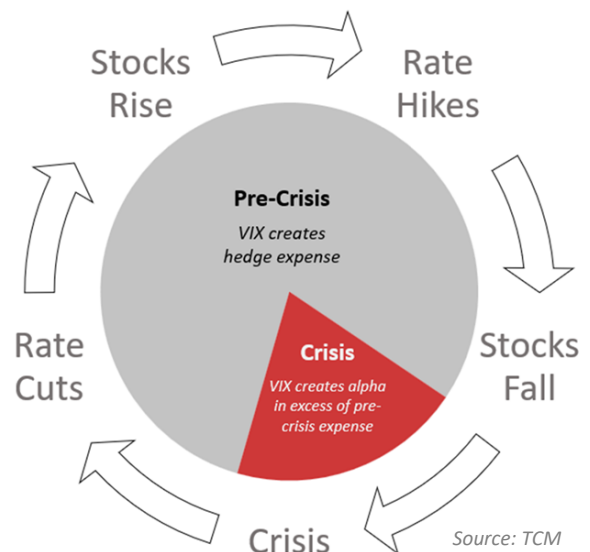 Stocks
Rise
Rate
Hikes
Pre-Crisis
VIX creates
hedge expense
Rate
Cuts
Crisis
VIX creates alpha
in excess of pre-
crisis expense
Stocks
Fall
Crisis
Source: TCM